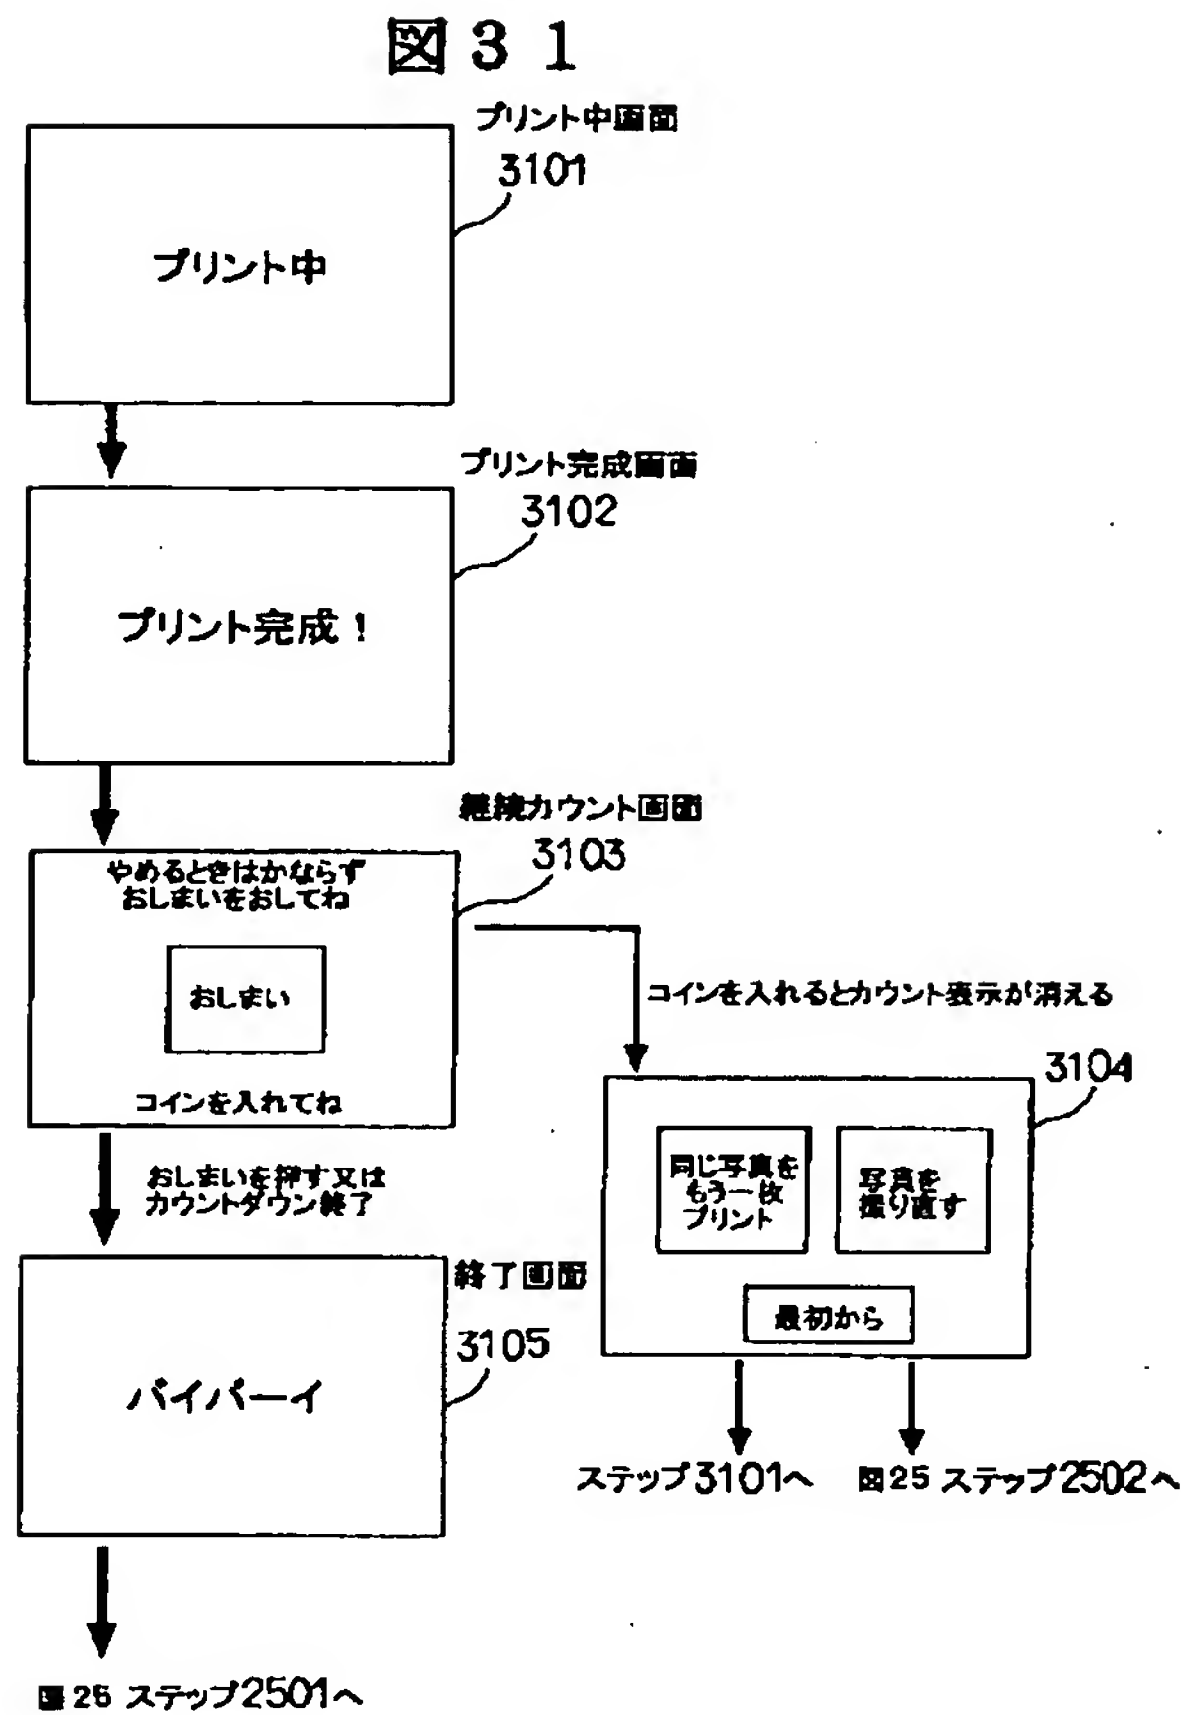 図31
プリント中画面
3101
プリント中
プリント完成画面
3102
プリント完成！
継続カウント画面
3103
やめるときはかならず
おしまいをおしてね
おしまい
コインを入れてね
コインを入れるとカウント表示が消える
3104
同じ写真を
もう一枚
プリント
写真を
撮り直す
最初から
おしまいを押す又は
カウントダウン終了
終了画面
3105
バイバーイ
ステップ3101へ
図25 ステップ2502へ
図25 ステップ2501へ